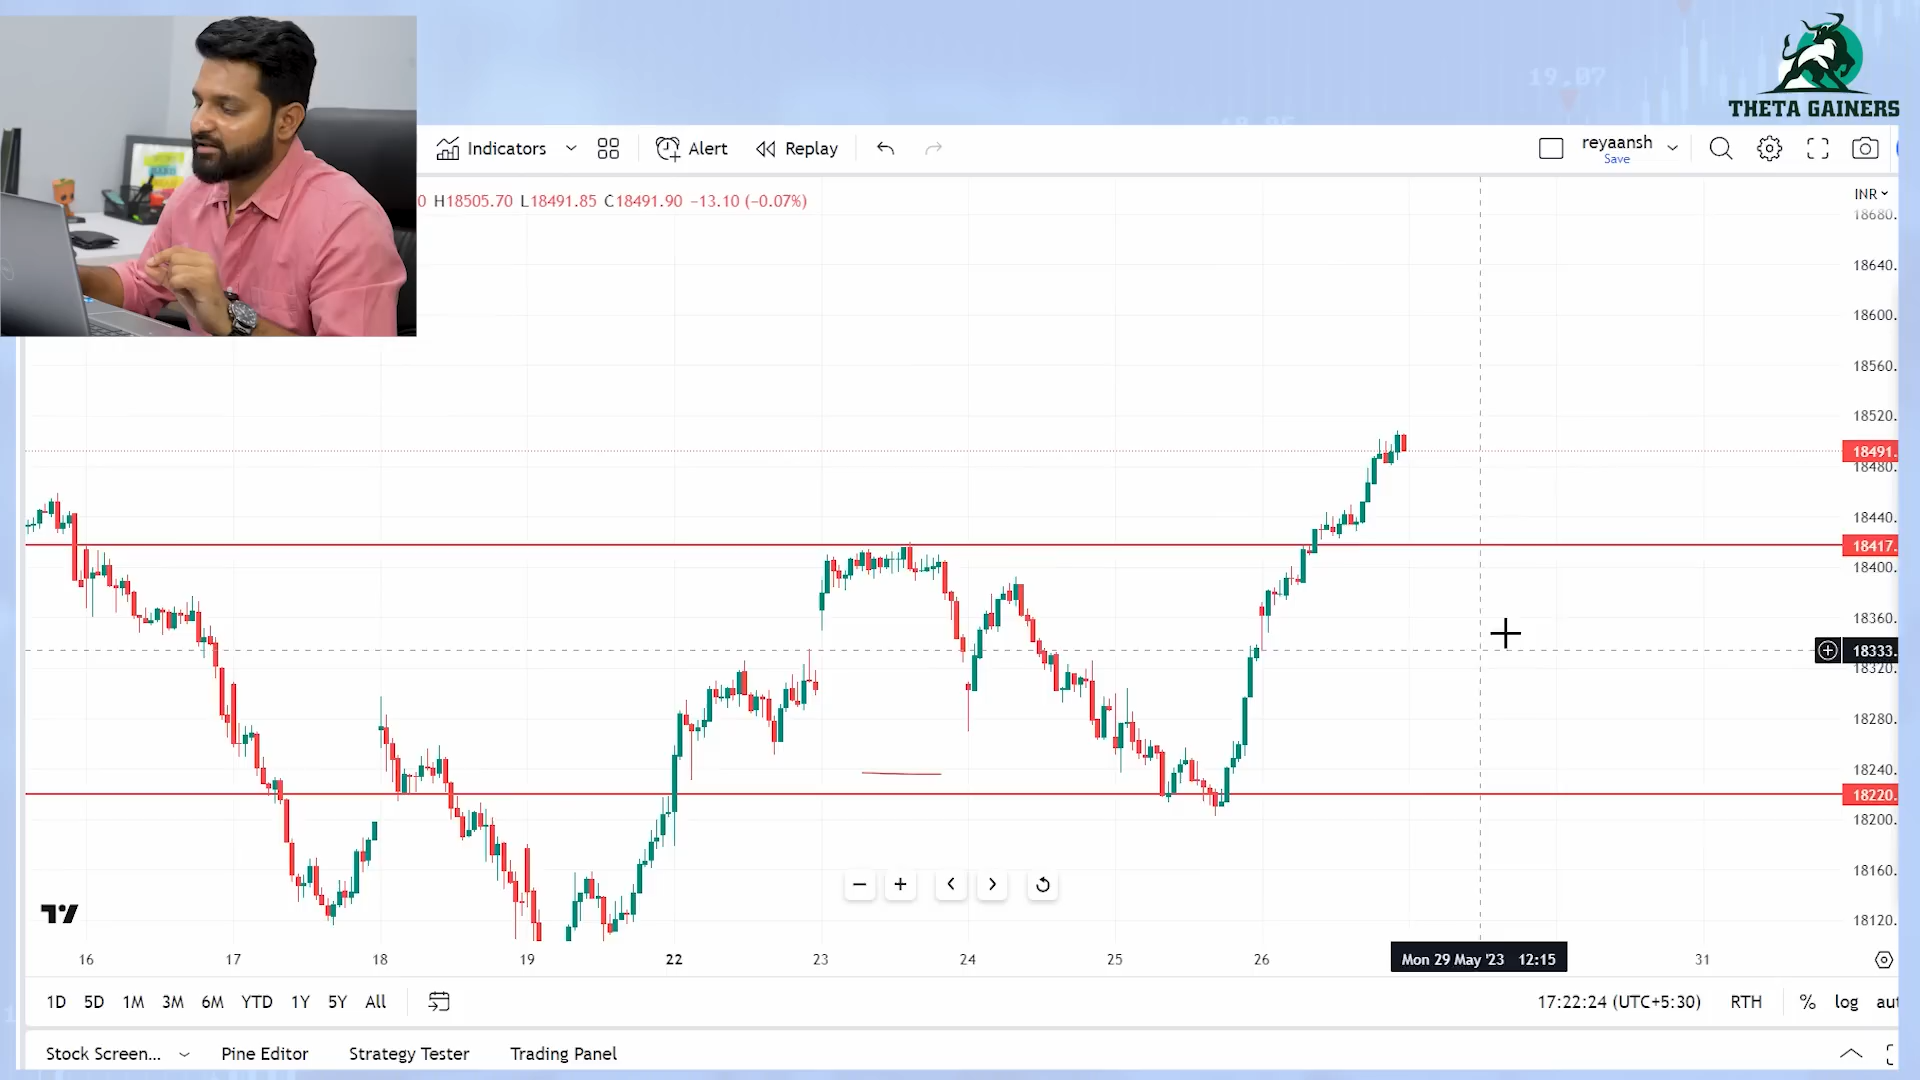 THETA GAINERS
Indicators
Alert
Replay
reyaansh
Save
H18505.70 L18491.85 C18491.90 −13.10 (−0.07%)
INR
18680.
18640.
18600.
18560.
18520.
18491.
18480.
18440.
18417.
18400.
18360.
18333.
18320.
18280.
18240.
18220.
18200.
18160.
18120.
16 17 18 19 22 23 24 25 26 Mon 29 May '23 12:15 31
1D 5D 1M 3M 6M YTD 1Y 5Y All
17:22:24 (UTC+5:30) RTH % log
Stock Screen... Pine Editor Strategy Tester Trading Panel